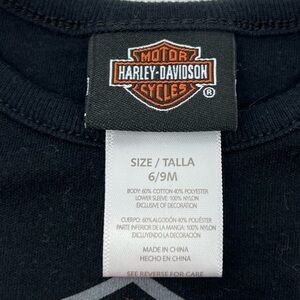 MOTOR
HARLEY-DAVIDSON
CYCLES
®
SIZE / TALLA
6/9M
BODY: 60% COTTON 40% POLYESTER
LOWER SLEEVE: 100% NYLON
EXCLUSIVE OF DECORATION
CUERPO: 60% ALGODÓN 40% POLIÉSTER
PARTE INFERIOR DE LA MANGA: 100% NYLON
EXCLUYENDO LA DECORACIÓN
MADE IN CHINA
HECHO EN CHINA
SEE REVERSE FOR CARE